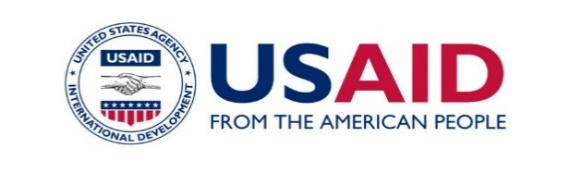 UNITED STATES AGENCY
USAID
INTERNATIONAL DEVELOPMENT
USAID
FROM THE AMERICAN PEOPLE